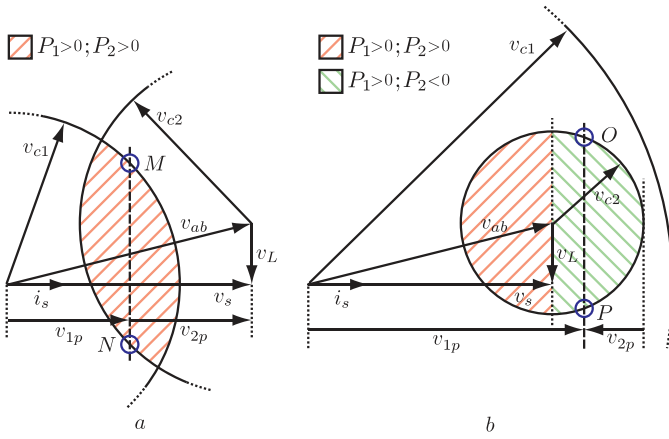 P1>0; P2>0
vc1
vc2
M
vab
vL
is
vs
v1p
v2p
N
a
P1>0; P2>0
P1>0; P2<0
vc1
O
vc2
vab
vL
is
vs
P
v1p
v2p
b